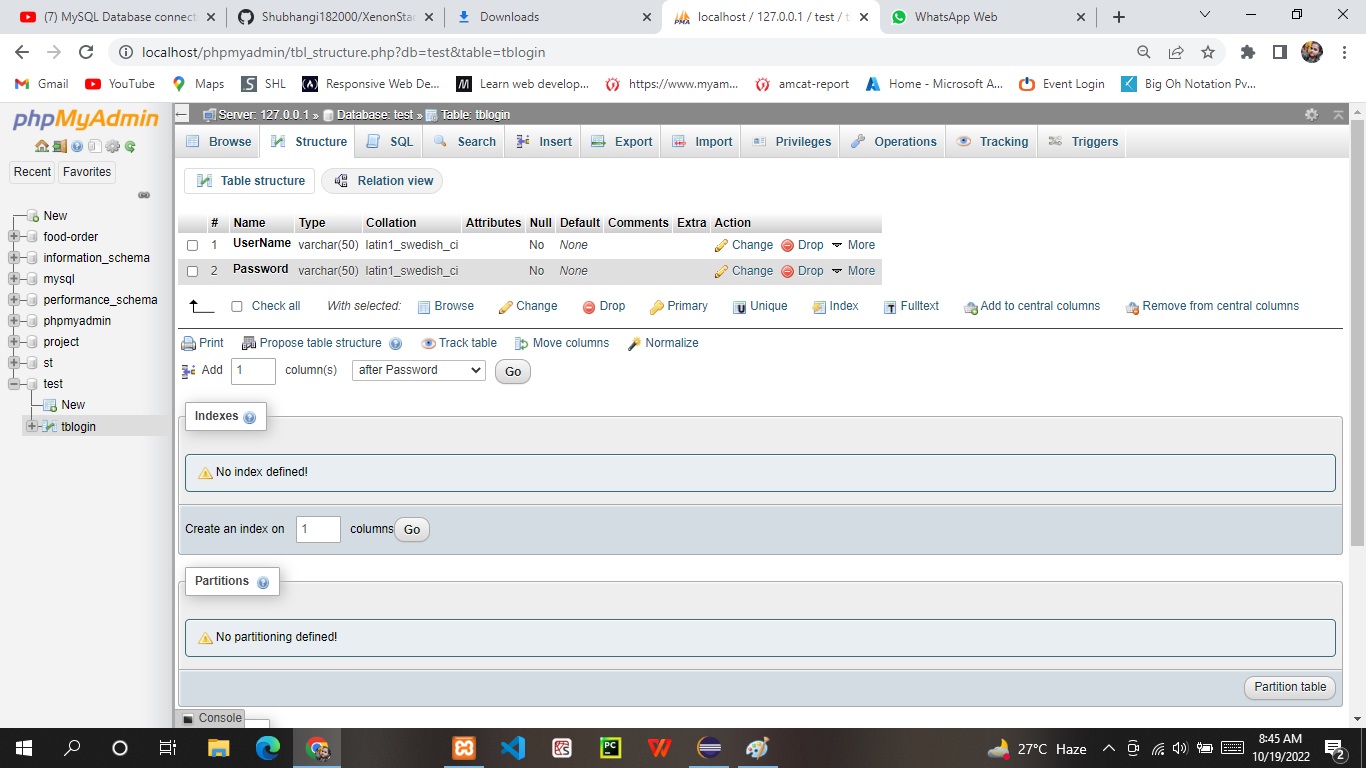 (7) MySQL Database connect
Shubhangi182000/XenonStac
Downloads
localhost / 127.0.0.1 / test / t
WhatsApp Web
localhost/phpmyadmin/tbl_structure.php?db=test&table=tblogin
Gmail
YouTube
Maps
SHL
Responsive Web De...
Learn web develop...
https://www.myam...
amcat-report
Home - Microsoft A...
Event Login
Big Oh Notation Pv...
phpMyAdmin
Recent Favorites
New
food-order
information_schema
mysql
performance_schema
phpmyadmin
project
st
test
New
tblogin
Server: 127.0.0.1 » Database: test » Table: tblogin
Browse Structure SQL Search Insert Export Import Privileges Operations Tracking Triggers
Table structure Relation view
# Name Type Collation Attributes Null Default Comments Extra Action
1 UserName varchar(50) latin1_swedish_ci No None Change Drop More
2 Password varchar(50) latin1_swedish_ci No None Change Drop More
Check all With selected: Browse Change Drop Primary Unique Index Fulltext Add to central columns Remove from central columns
Print Propose table structure Track table Move columns Normalize
Add 1 column(s) after Password Go
Indexes
No index defined!
Create an index on 1 columns Go
Partitions
No partitioning defined!
Partition table
Console
27°C Haze
8:45 AM
10/19/2022
2